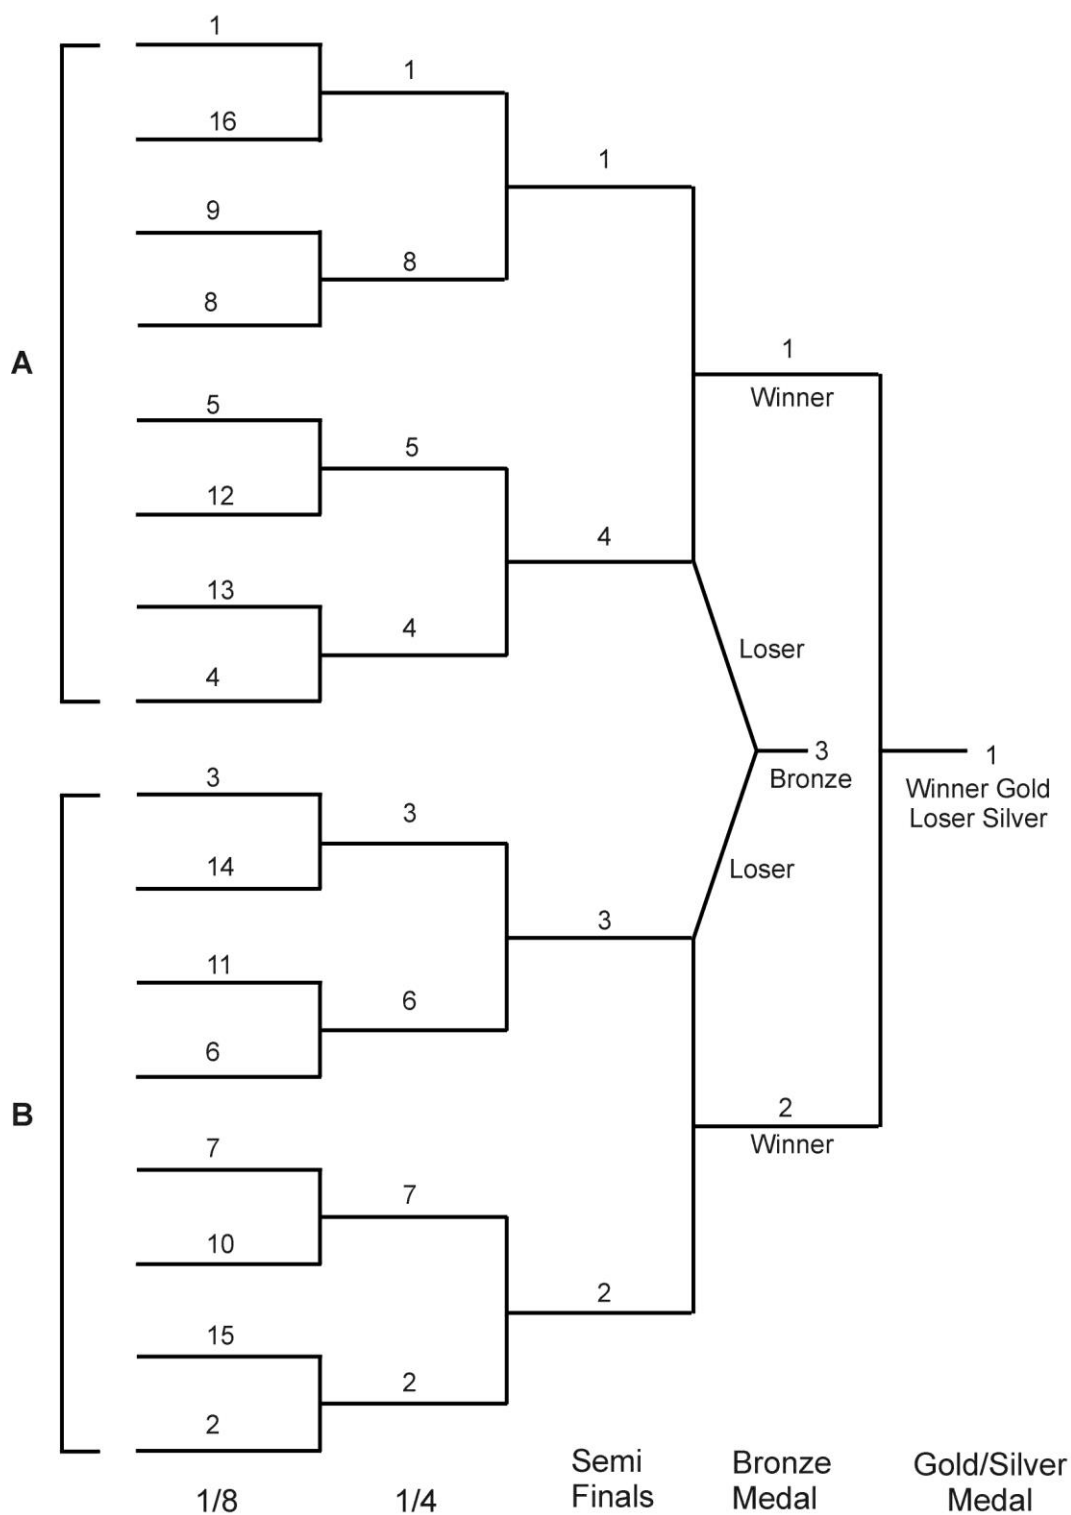 1
1
16
1
9
8
8
A
1
Winner
5
5
12
4
13
4
4
Loser
3
Bronze
1
Winner Gold
Loser Silver
3
3
14
Loser
3
11
6
6
B
2
Winner
7
7
10
2
15
2
2
Semi
Finals
Bronze
Medal
Gold/Silver
Medal
1/8
1/4